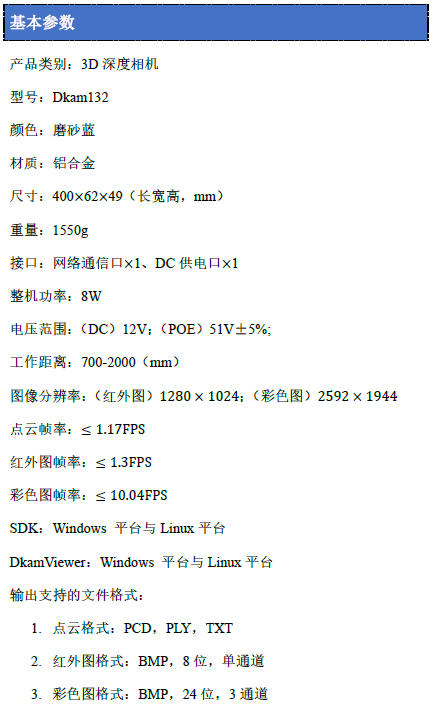 基本参数
产品类别：3D 深度相机
型号：Dkam132
颜色：磨砂蓝
材质：铝合金
尺寸：400×62×49（长宽高，mm）
重量：1550g
接口：网络通信口×1、DC 供电口×1
整机功率：8W
电压范围：（DC）12V；（POE）51V±5%;
工作距离：700-2000（mm）
图像分辨率：（红外图）1280 × 1024；（彩色图）2592 × 1944
点云帧率：≤ 1.17FPS
红外图帧率：≤ 1.3FPS
彩色图帧率：≤ 10.04FPS
SDK：Windows 平台与 Linux 平台
DkamViewer：Windows 平台与 Linux 平台
输出支持的文件格式：
1. 点云格式：PCD，PLY，TXT
2. 红外图格式：BMP，8 位，单通道
3. 彩色图格式：BMP，24 位，3 通道